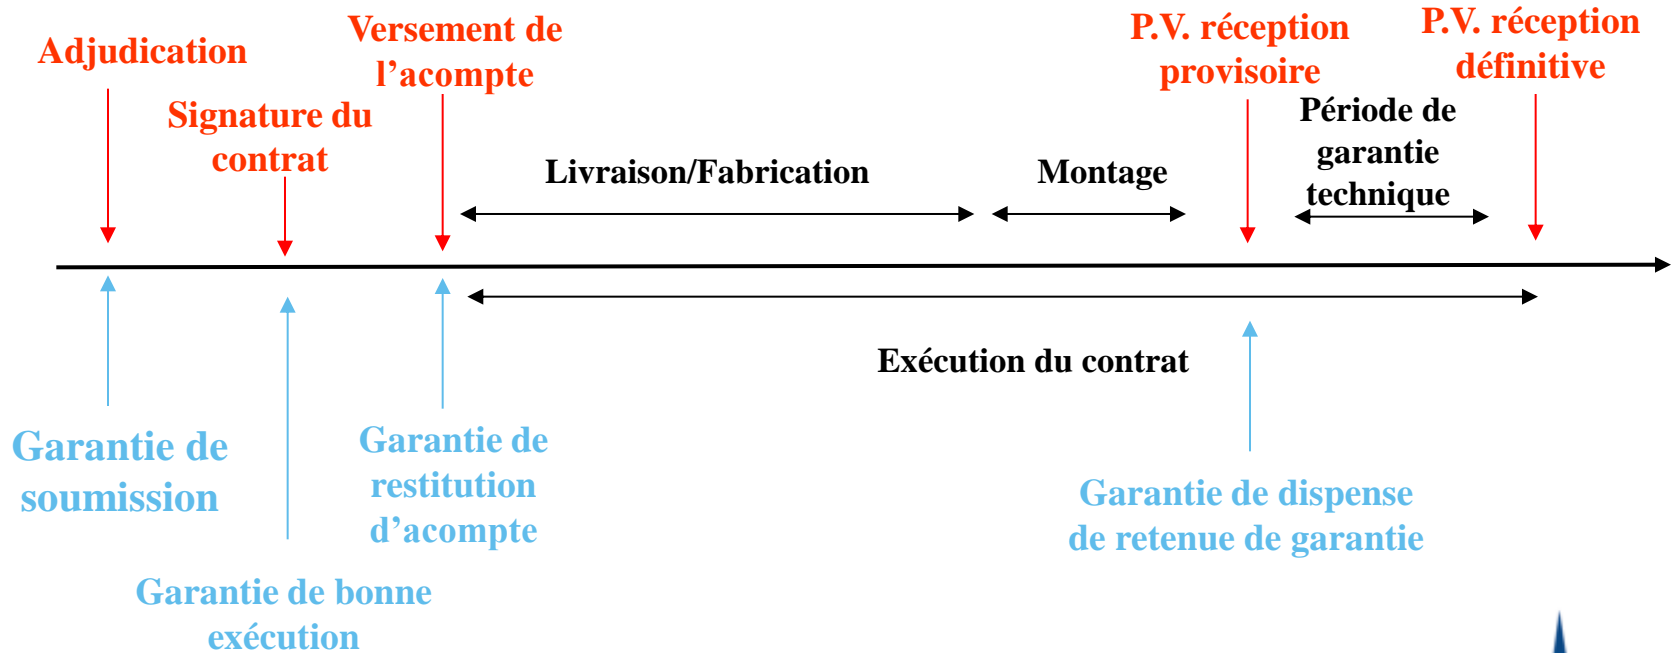 Adjudication
Signature du
contrat
Versement de
l’acompte
Livraison/Fabrication
Montage
P.V. réception
provisoire
Période de
garantie
technique
P.V. réception
définitive
Exécution du contrat
Garantie de
soumission
Garantie de bonne
exécution
Garantie de
restitution
d’acompte
Garantie de dispense
de retenue de garantie